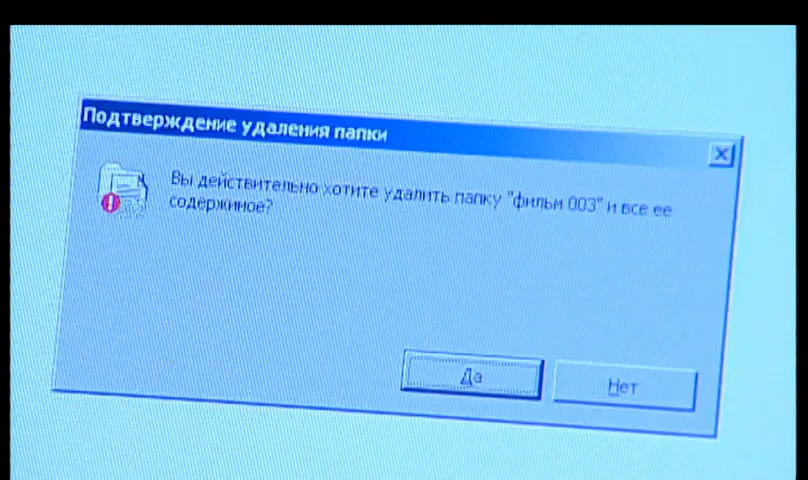 Подтверждение удаления папки
Вы действительно хотите удалить папку "фильм 003" и все ее
содержимое?
Да
Нет